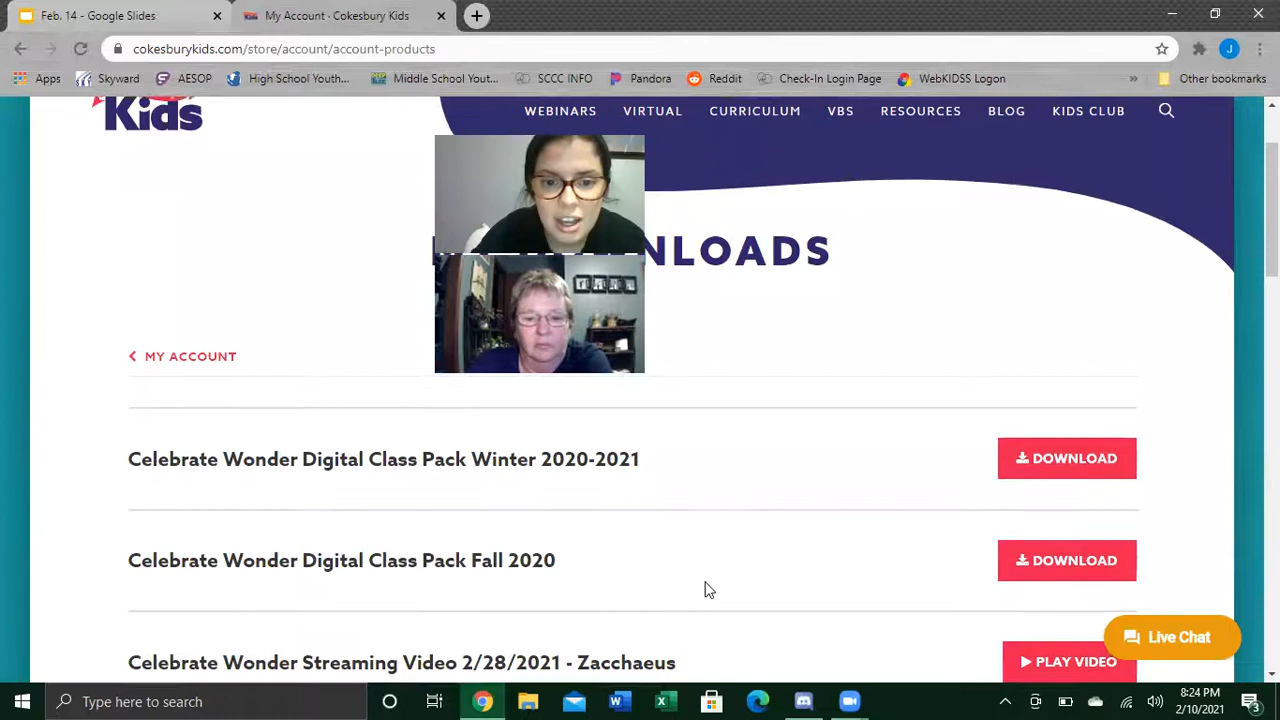 Feb. 14 - Google Slides
My Account · Cokesbury Kids
cokesburykids.com/store/account/account-products
J
Apps
Skyward
AESOP
High School Youth...
Middle School Yout...
SCCC INFO
Pandora
Reddit
Check-In Login Page
WebKIDSS Logon
»
Other bookmarks
Kids
WEBINARS
VIRTUAL
CURRICULUM
VBS
RESOURCES
BLOG
KIDS CLUB
NLOADS
MY ACCOUNT
Celebrate Wonder Digital Class Pack Winter 2020-2021
DOWNLOAD
Celebrate Wonder Digital Class Pack Fall 2020
DOWNLOAD
Celebrate Wonder Streaming Video 2/28/2021 - Zacchaeus
PLAY VIDEO
Live Chat
Type here to search
8:24 PM
2/10/2021
3